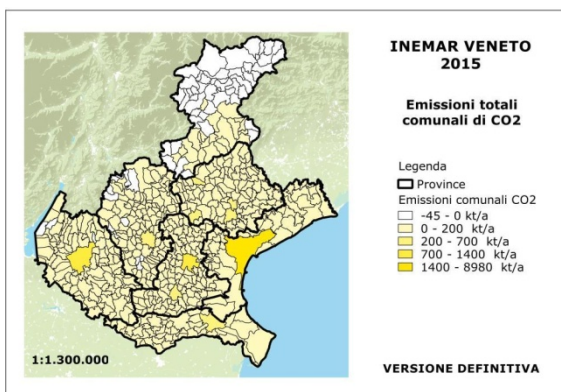 INEMAR VENETO
2015
Emissioni totali
comunali di CO2
Legenda
Province
Emissioni comunali CO2
-45 - 0 kt/a
0 - 200 kt/a
200 - 700 kt/a
700 - 1400 kt/a
1400 - 8980 kt/a
1:1.300.000
VERSIONE DEFINITIVA